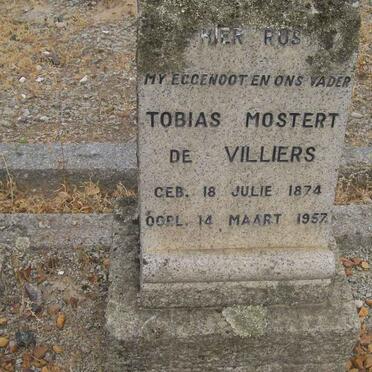 HIER RUS
MY EGGENOOT EN ONS VADER
TOBIAS MOSTERT
DE VILLIERS
GEB. 18 JULIE 1874
OORL. 14 MAART 1957